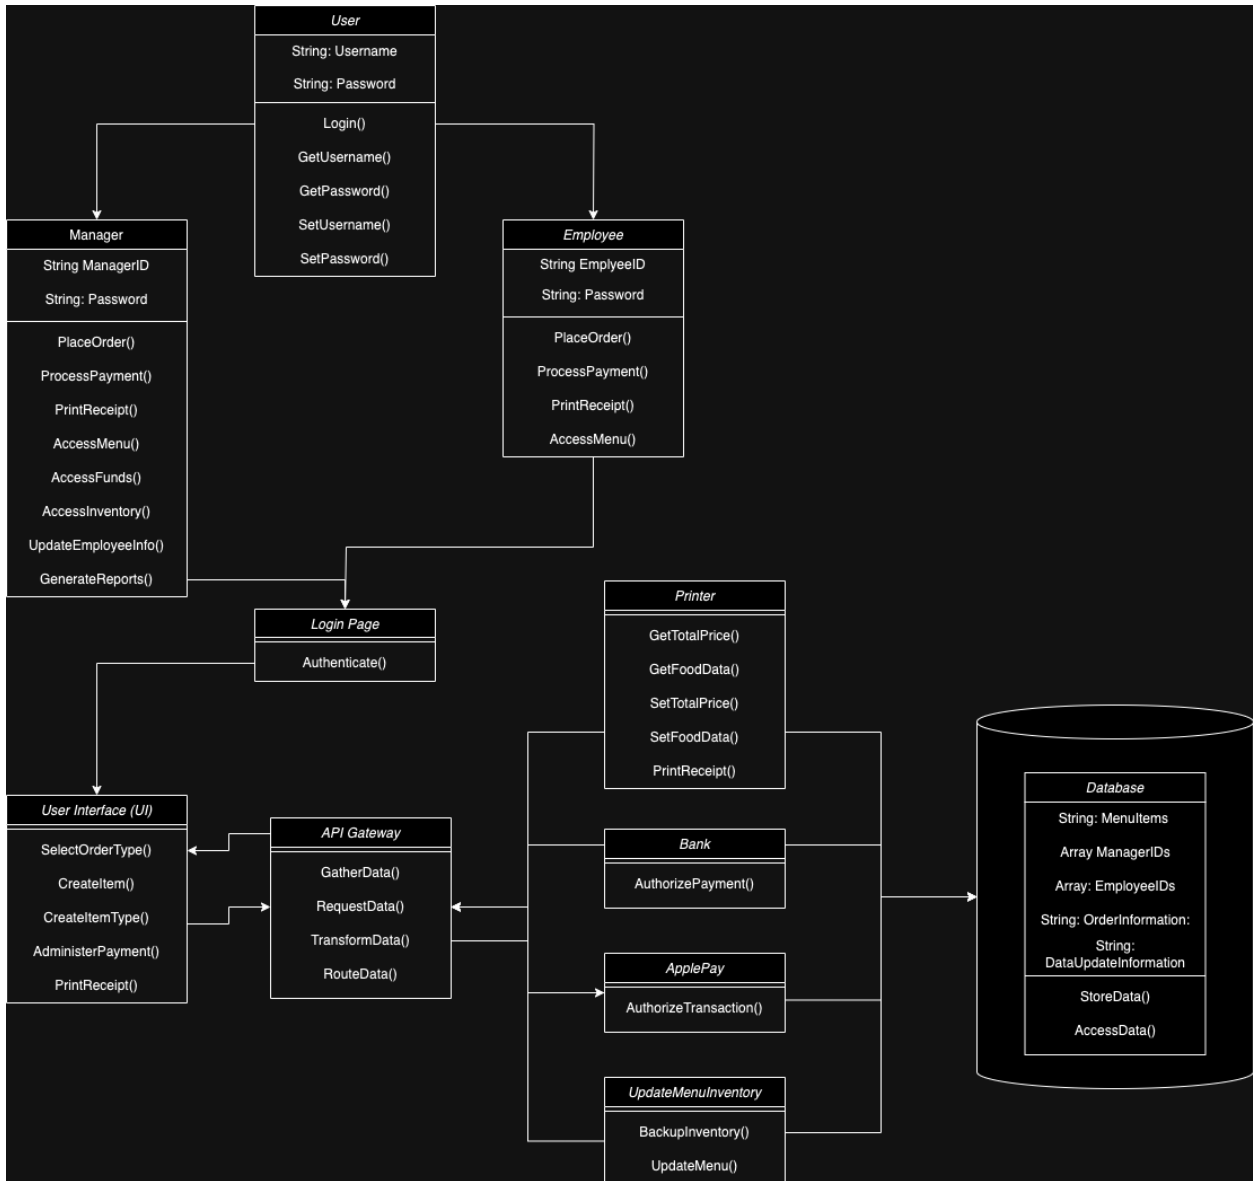 User
String: Username
String: Password
Login()
GetUsername()
GetPassword()
SetUsername()
SetPassword()
Manager
String ManagerID
String: Password
PlaceOrder()
ProcessPayment()
PrintReceipt()
AccessMenu()
AccessFunds()
AccessInventory()
UpdateEmployeeInfo()
GenerateReports()
Employee
String EmplyeeID
String: Password
PlaceOrder()
ProcessPayment()
PrintReceipt()
AccessMenu()
Login Page
Authenticate()
User Interface (UI)
SelectOrderType()
CreateItem()
CreateItemType()
AdministerPayment()
PrintReceipt()
API Gateway
GatherData()
RequestData()
TransformData()
RouteData()
Printer
GetTotalPrice()
GetFoodData()
SetTotalPrice()
SetFoodData()
PrintReceipt()
Bank
AuthorizePayment()
ApplePay
AuthorizeTransaction()
UpdateMenuInventory
BackupInventory()
UpdateMenu()
Database
String: MenuItems
Array ManagerIDs
Array: EmployeeIDs
String: OrderInformation:
String:
DataUpdateInformation
StoreData()
AccessData()